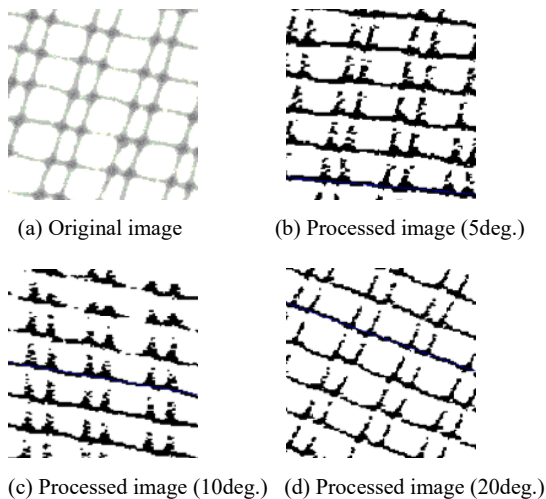 (a) Original image
(b) Processed image (5deg.)
(c) Processed image (10deg.)
(d) Processed image (20deg.)